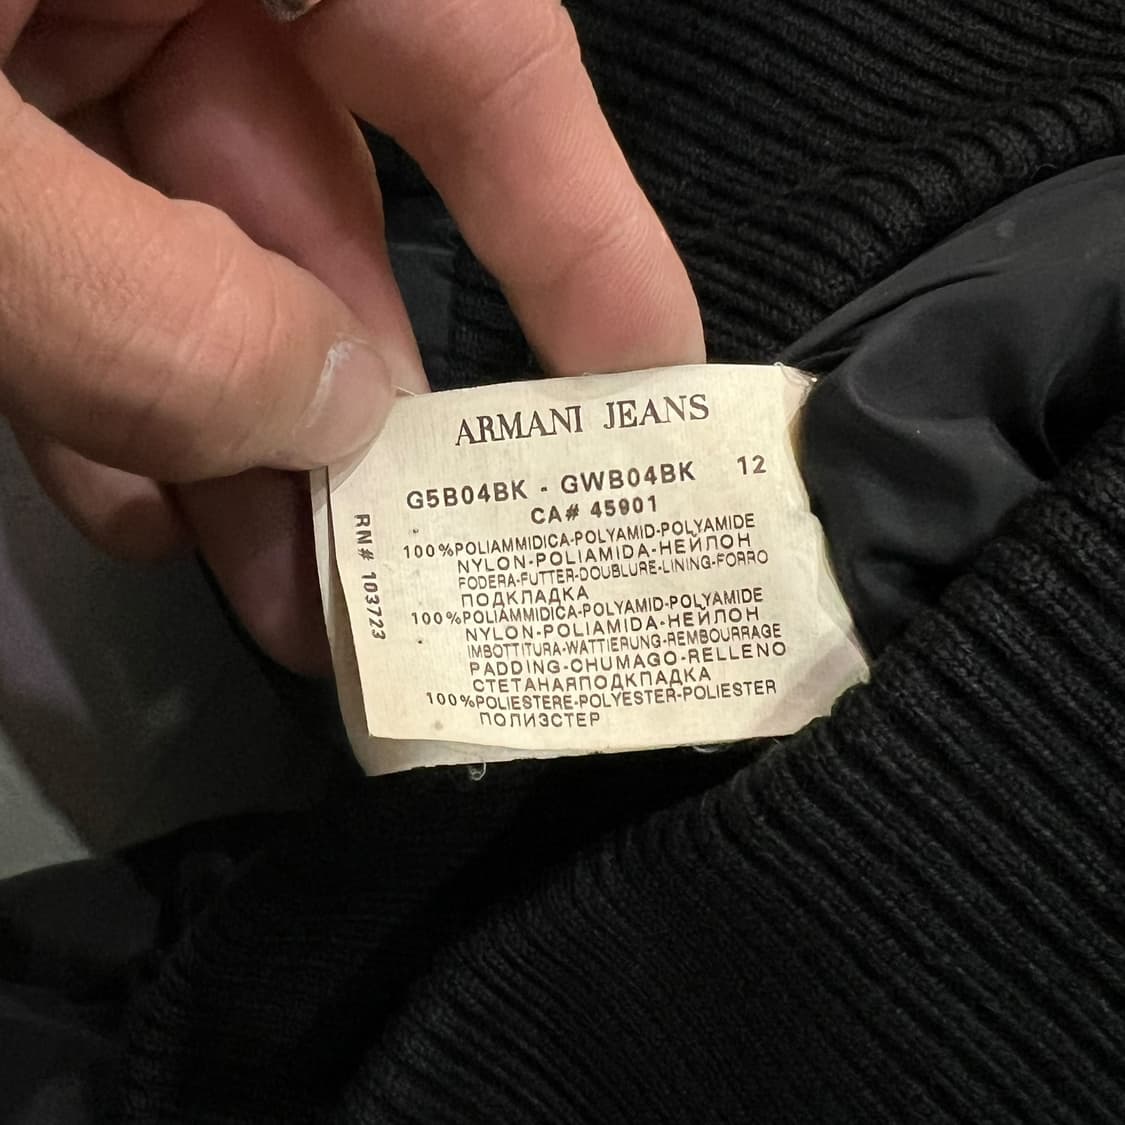 ARMANI JEANS
G5B04BK - GWB04BK 12
CA# 45901
RN# 103723
100%POLIAMMIDICA-POLYAMID-POLYAMIDE
NYLON-POLIAMIDA-НЕЙЛОН
FODERA-FUTTER-DOUBLURE-LINING-FORRO
ПОДКЛАДКА
100%POLIAMMIDICA-POLYAMID-POLYAMIDE
NYLON-POLIAMIDA-НЕЙЛОН
IMBOTTITURA-WATTIERUNG-REMBOURRAGE
PADDING-CHUMAGO-RELLENO
СТЕТАНАЯПОДКЛАДКА
100%POLIESTERE-POLYESTER-POLIESTER
ПОЛИЭСТЕР